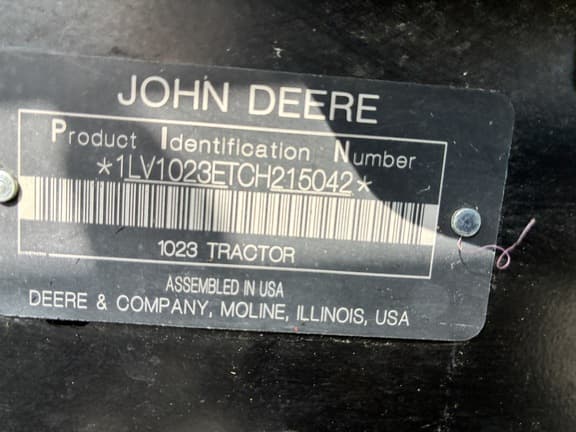 JOHN DEERE
Product Identification Number
*1LV1023ETCH215042*
1023 TRACTOR
ASSEMBLED IN USA
DEERE & COMPANY, MOLINE, ILLINOIS, USA